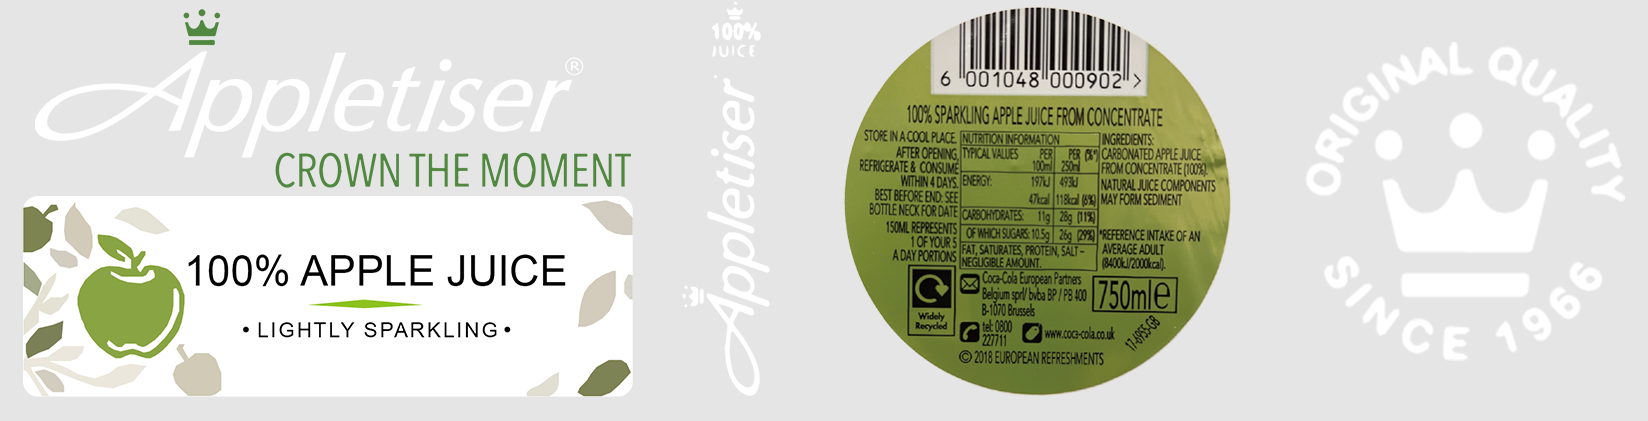 Appletiser®
CROWN THE MOMENT
100% APPLE JUICE
• LIGHTLY SPARKLING •
100%
JUICE
Appletiser
6 001048 000902 >
100% SPARKLING APPLE JUICE FROM CONCENTRATE
STORE IN A COOL PLACE.
AFTER OPENING,
REFRIGERATE & CONSUME
WITHIN 4 DAYS.
BEST BEFORE END: SEE
BOTTLE NECK FOR DATE
150ML REPRESENTS
1 OF YOUR 5
A DAY PORTIONS
NUTRITION INFORMATION
TYPICAL VALUES PER 100ml PER 250ml (%*)
ENERGY: 197kJ 493kJ
47kcal 118kcal (6%)
CARBOHYDRATES: 11g 28g (11%)
OF WHICH SUGARS: 10.5g 26g (29%)
FAT, SATURATES, PROTEIN, SALT –
NEGLIGIBLE AMOUNT.
INGREDIENTS:
CARBONATED APPLE JUICE
FROM CONCENTRATE (100%).
NATURAL JUICE COMPONENTS
MAY FORM SEDIMENT
*REFERENCE INTAKE OF AN
AVERAGE ADULT
(8400kJ/2000kcal).
Widely
Recycled
Coca-Cola European Partners
Belgium sprl/ bvba BP / PB 400
B-1070 Brussels
tel: 0800
227711
www.coca-cola.co.uk
750ml e
17-6955-GB
© 2018 EUROPEAN REFRESHMENTS
ORIGINAL QUALITY
SINCE 1966